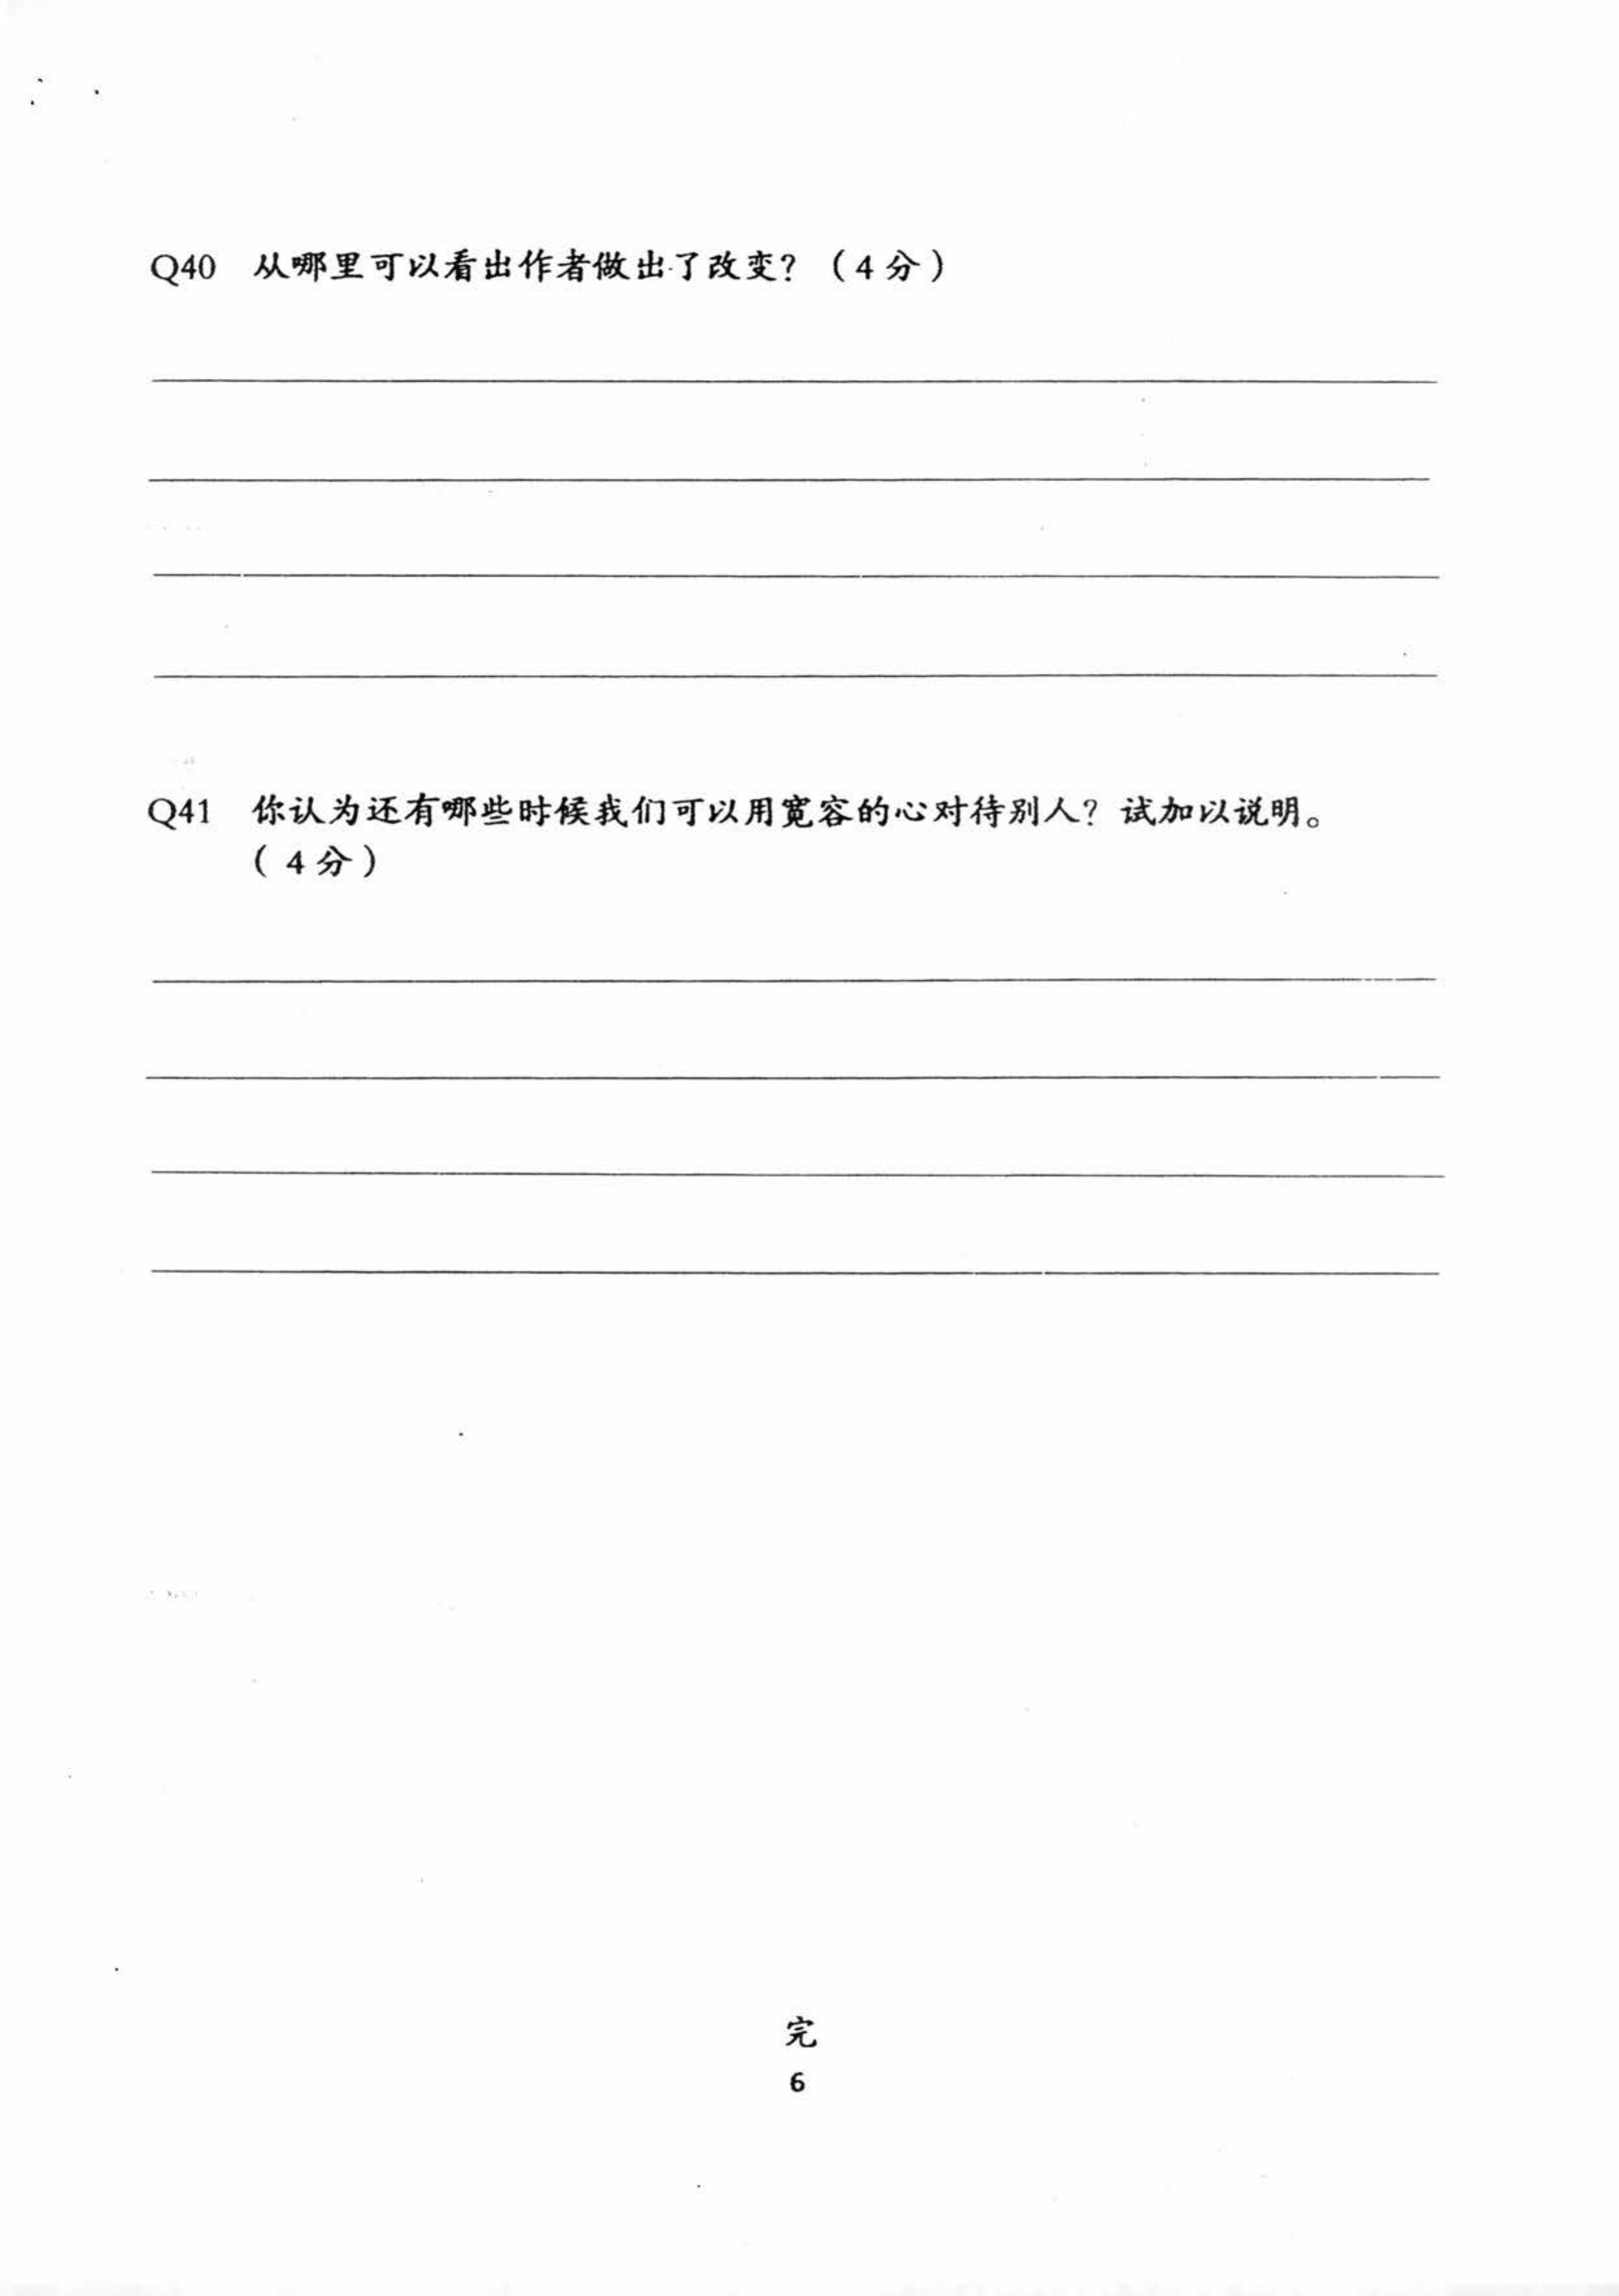 Q40 从哪里可以看出作者做出了改变？（4分）
Q41 你认为还有哪些时候我们可以用宽容的心对待别人？试加以说明。
（4分）
完
6